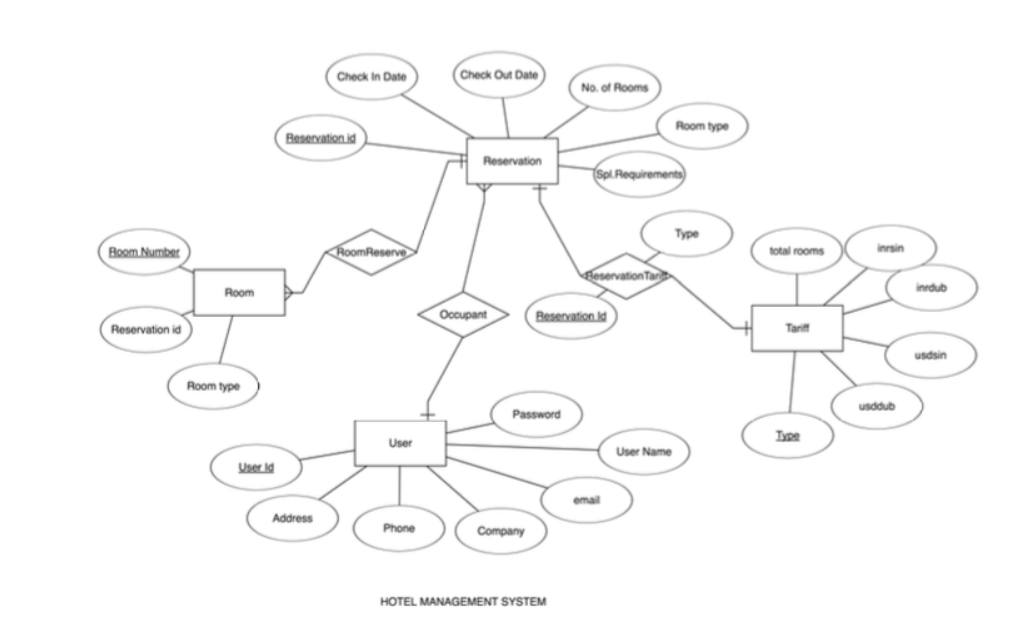 Check In Date
Check Out Date
No. of Rooms
Reservation id
Room type
Reservation
Spl.Requirements
Room Number
RoomReserve
Type
total rooms
inrsin
ReservationTariff
inrdub
Room
Reservation id
Occupant
Reservation Id
Tariff
usdsin
Room type
usddub
Password
Type
User
User Name
User Id
email
Address
Phone
Company
HOTEL MANAGEMENT SYSTEM